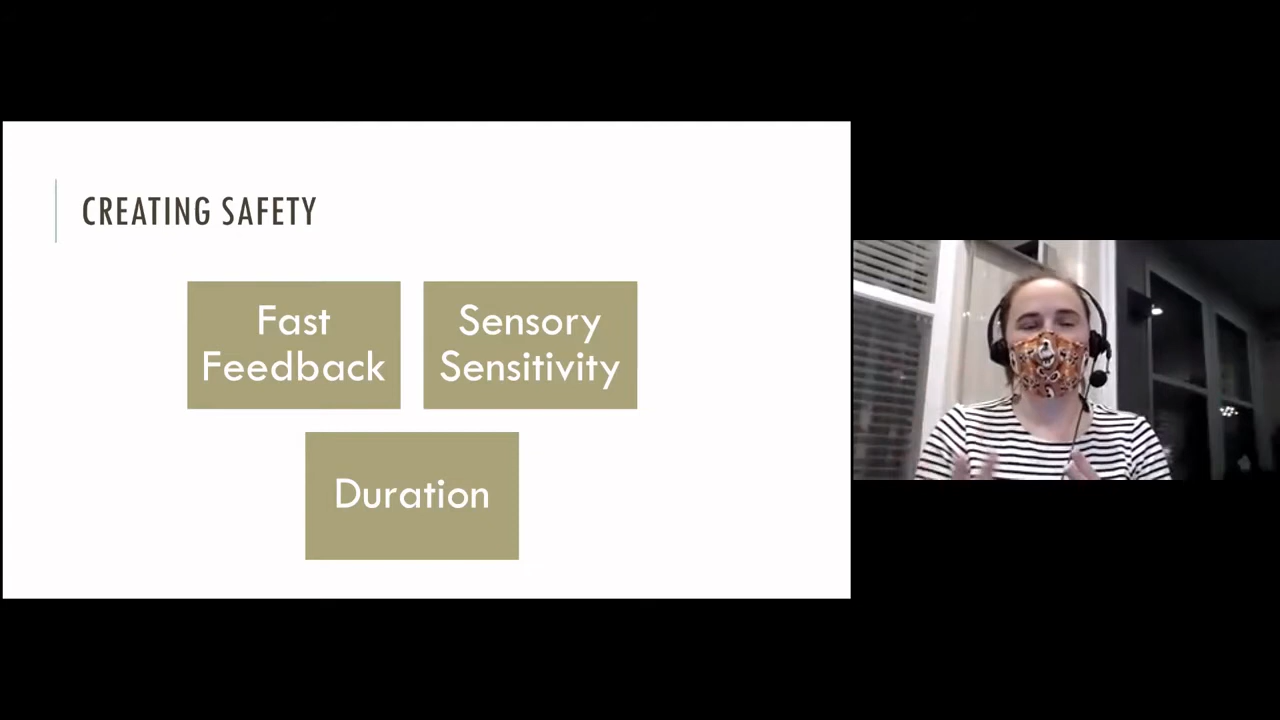 CREATING SAFETY
Fast
Feedback
Sensory
Sensitivity
Duration